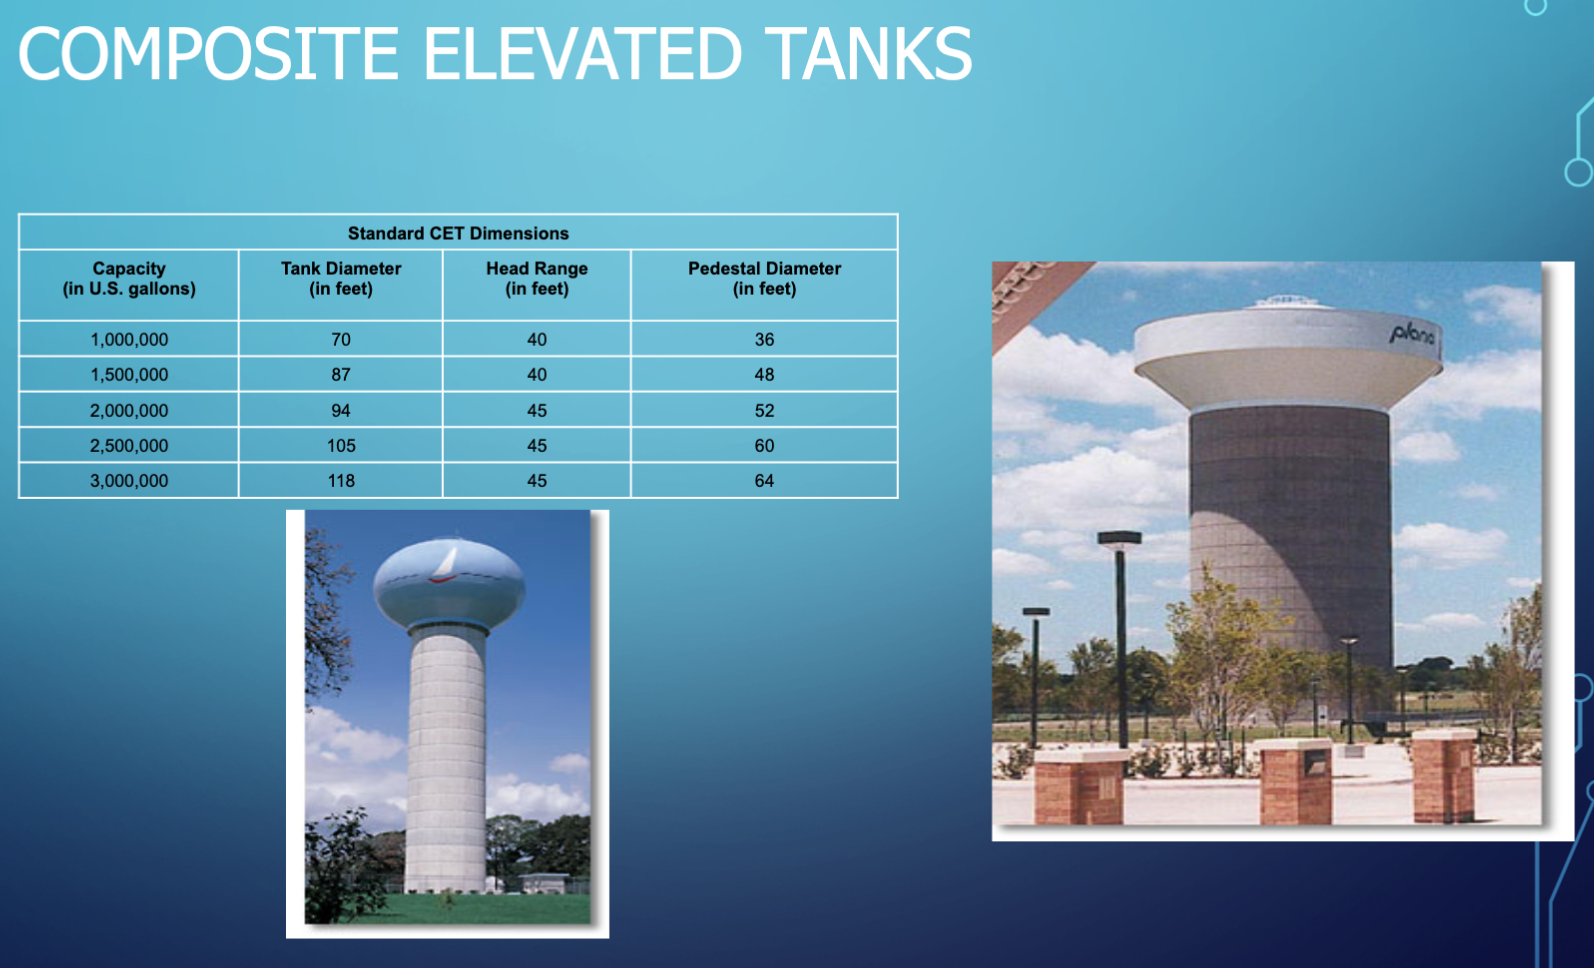 COMPOSITE ELEVATED TANKS
Standard CET Dimensions
Capacity (in U.S. gallons) Tank Diameter (in feet) Head Range (in feet) Pedestal Diameter (in feet)
1,000,000 70 40 36
1,500,000 87 40 48
2,000,000 94 45 52
2,500,000 105 45 60
3,000,000 118 45 64
plano